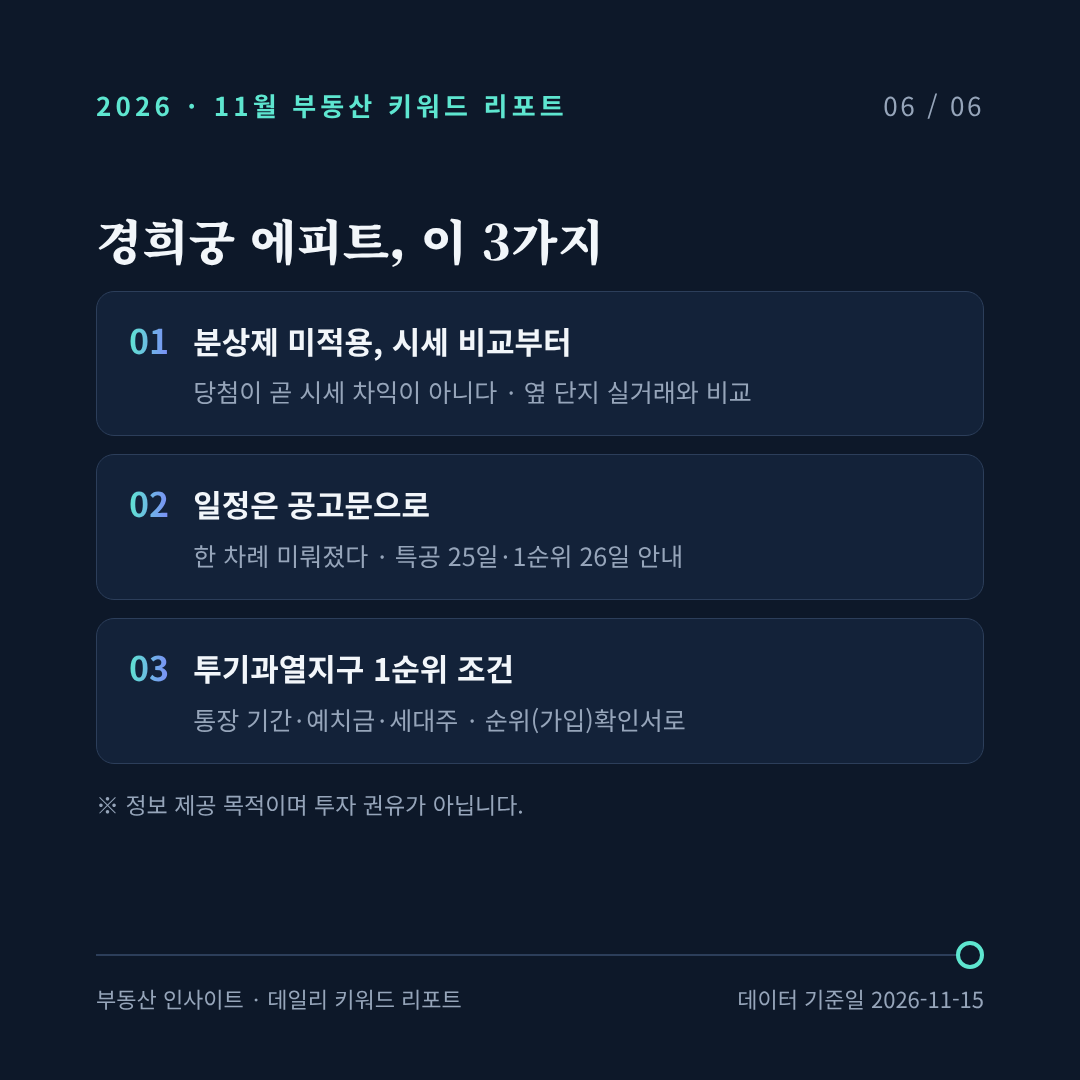 2026 · 11월 부동산 키워드 리포트
06 / 06
경희궁 에피트, 이 3가지
01 분상제 미적용, 시세 비교부터
당첨이 곧 시세 차익이 아니다 · 옆 단지 실거래와 비교
02 일정은 공고문으로
한 차례 미뤄졌다 · 특공 25일·1순위 26일 안내
03 투기과열지구 1순위 조건
통장 기간·예치금·세대주 · 순위(가입)확인서로
※ 정보 제공 목적이며 투자 권유가 아닙니다.
부동산 인사이트 · 데일리 키워드 리포트
데이터 기준일 2026-11-15